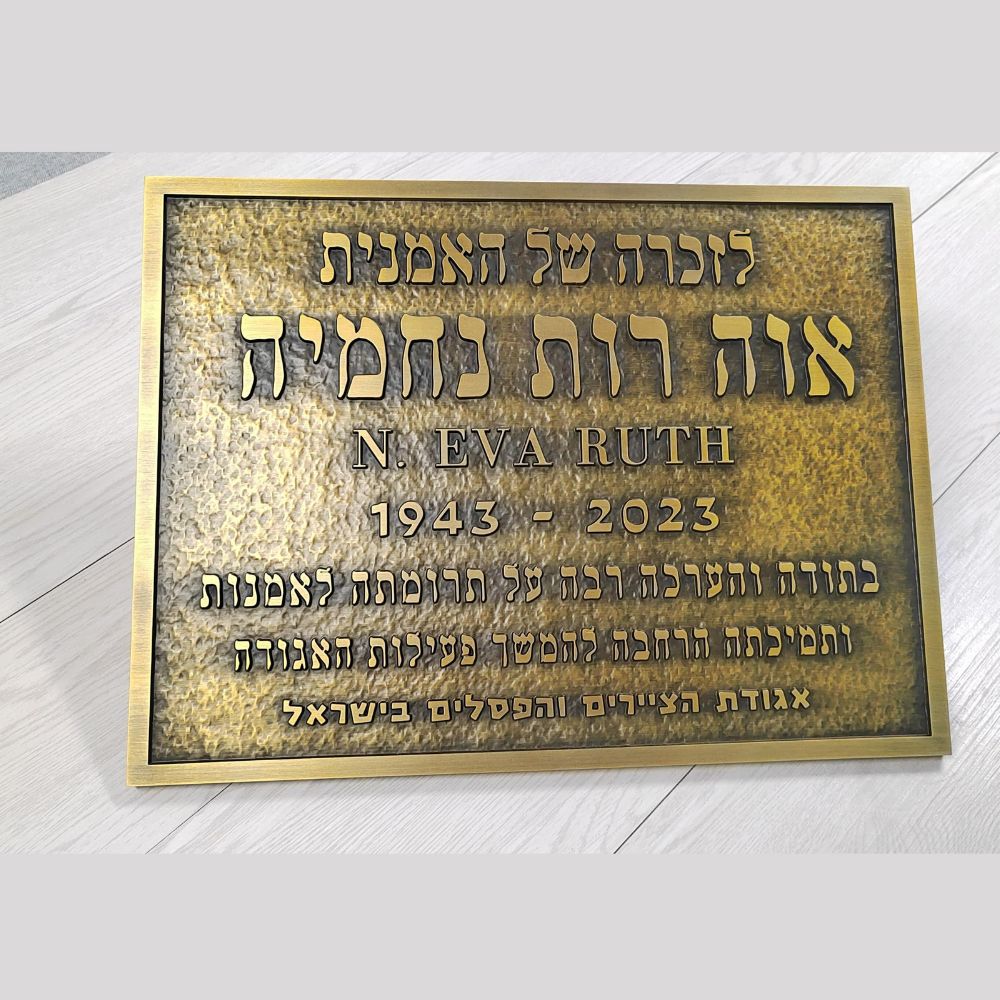 לזכרה של האמנית
אוה רות נחמיה
N. EVA RUTH
1943 - 2023
בתודה והערכה רבה על תרומתה לאמנות
ותמיכתה הרחבה להמשך פעילות האגודה
אגודת הציירים והפסלים בישראל